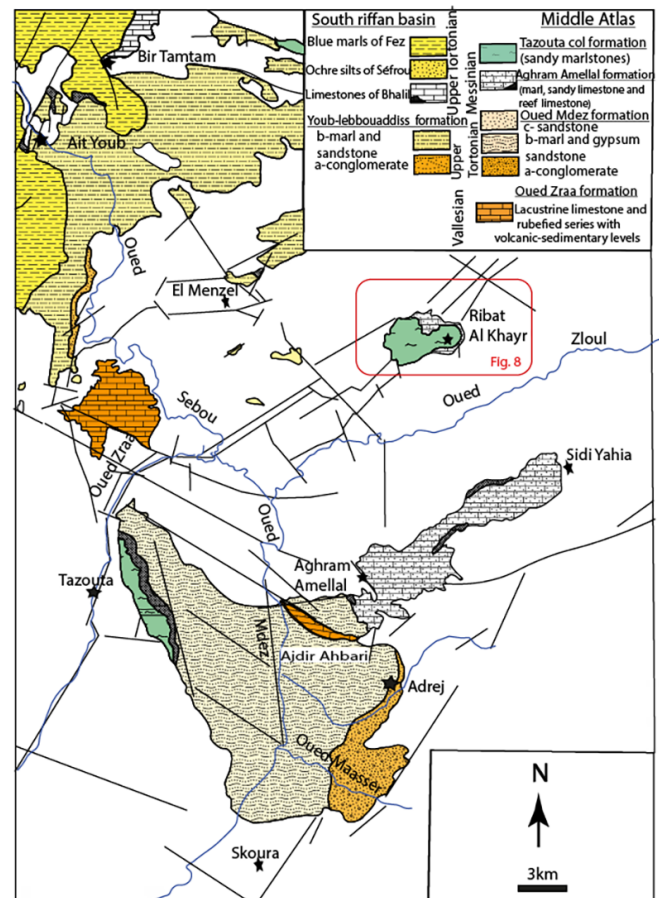 South riffan basin
Blue marls of Fez
Ochre silts of Séfrou
Limestones of Bhalil
Youb-lebbouaddiss formation
b-marl and
sandstone
a-conglomerate
Upper Tortonian-
Messinian
Upper
Tortonian
Vallesian
Middle Atlas
Tazouta col formation
(sandy marlstones)
Aghram Amellal formation
(marl, sandy limestone and
reef limestone)
Oued Mdez formation
c- sandstone
b-marl and gypsum
sandstone
a-conglomerate
Oued Zraa formation
Lacustrine limestone and
rubefied series with
volcanic-sedimentary levels
Bir Tamtam
Ait Youb
Oued
El Menzel
Ribat
Al Khayr
Fig. 8
Zloul
Oued
Sebou
Oued Zraa
Sidi Yahia
Oued
Aghram
Amellal
Tazouta
Mdez
Ajdir Ahbari
Adrej
Oued Maasser
Skoura
N
3km